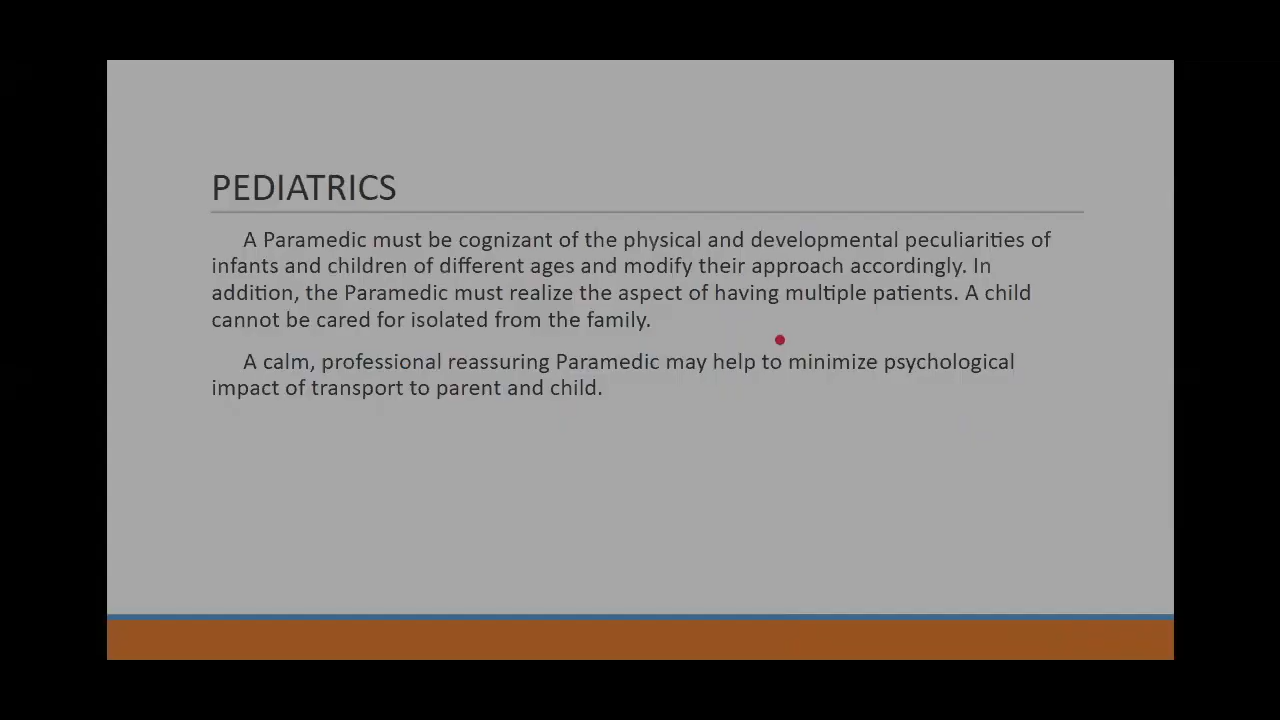 PEDIATRICS
A Paramedic must be cognizant of the physical and developmental peculiarities of
infants and children of different ages and modify their approach accordingly. In
addition, the Paramedic must realize the aspect of having multiple patients. A child
cannot be cared for isolated from the family.
A calm, professional reassuring Paramedic may help to minimize psychological
impact of transport to parent and child.